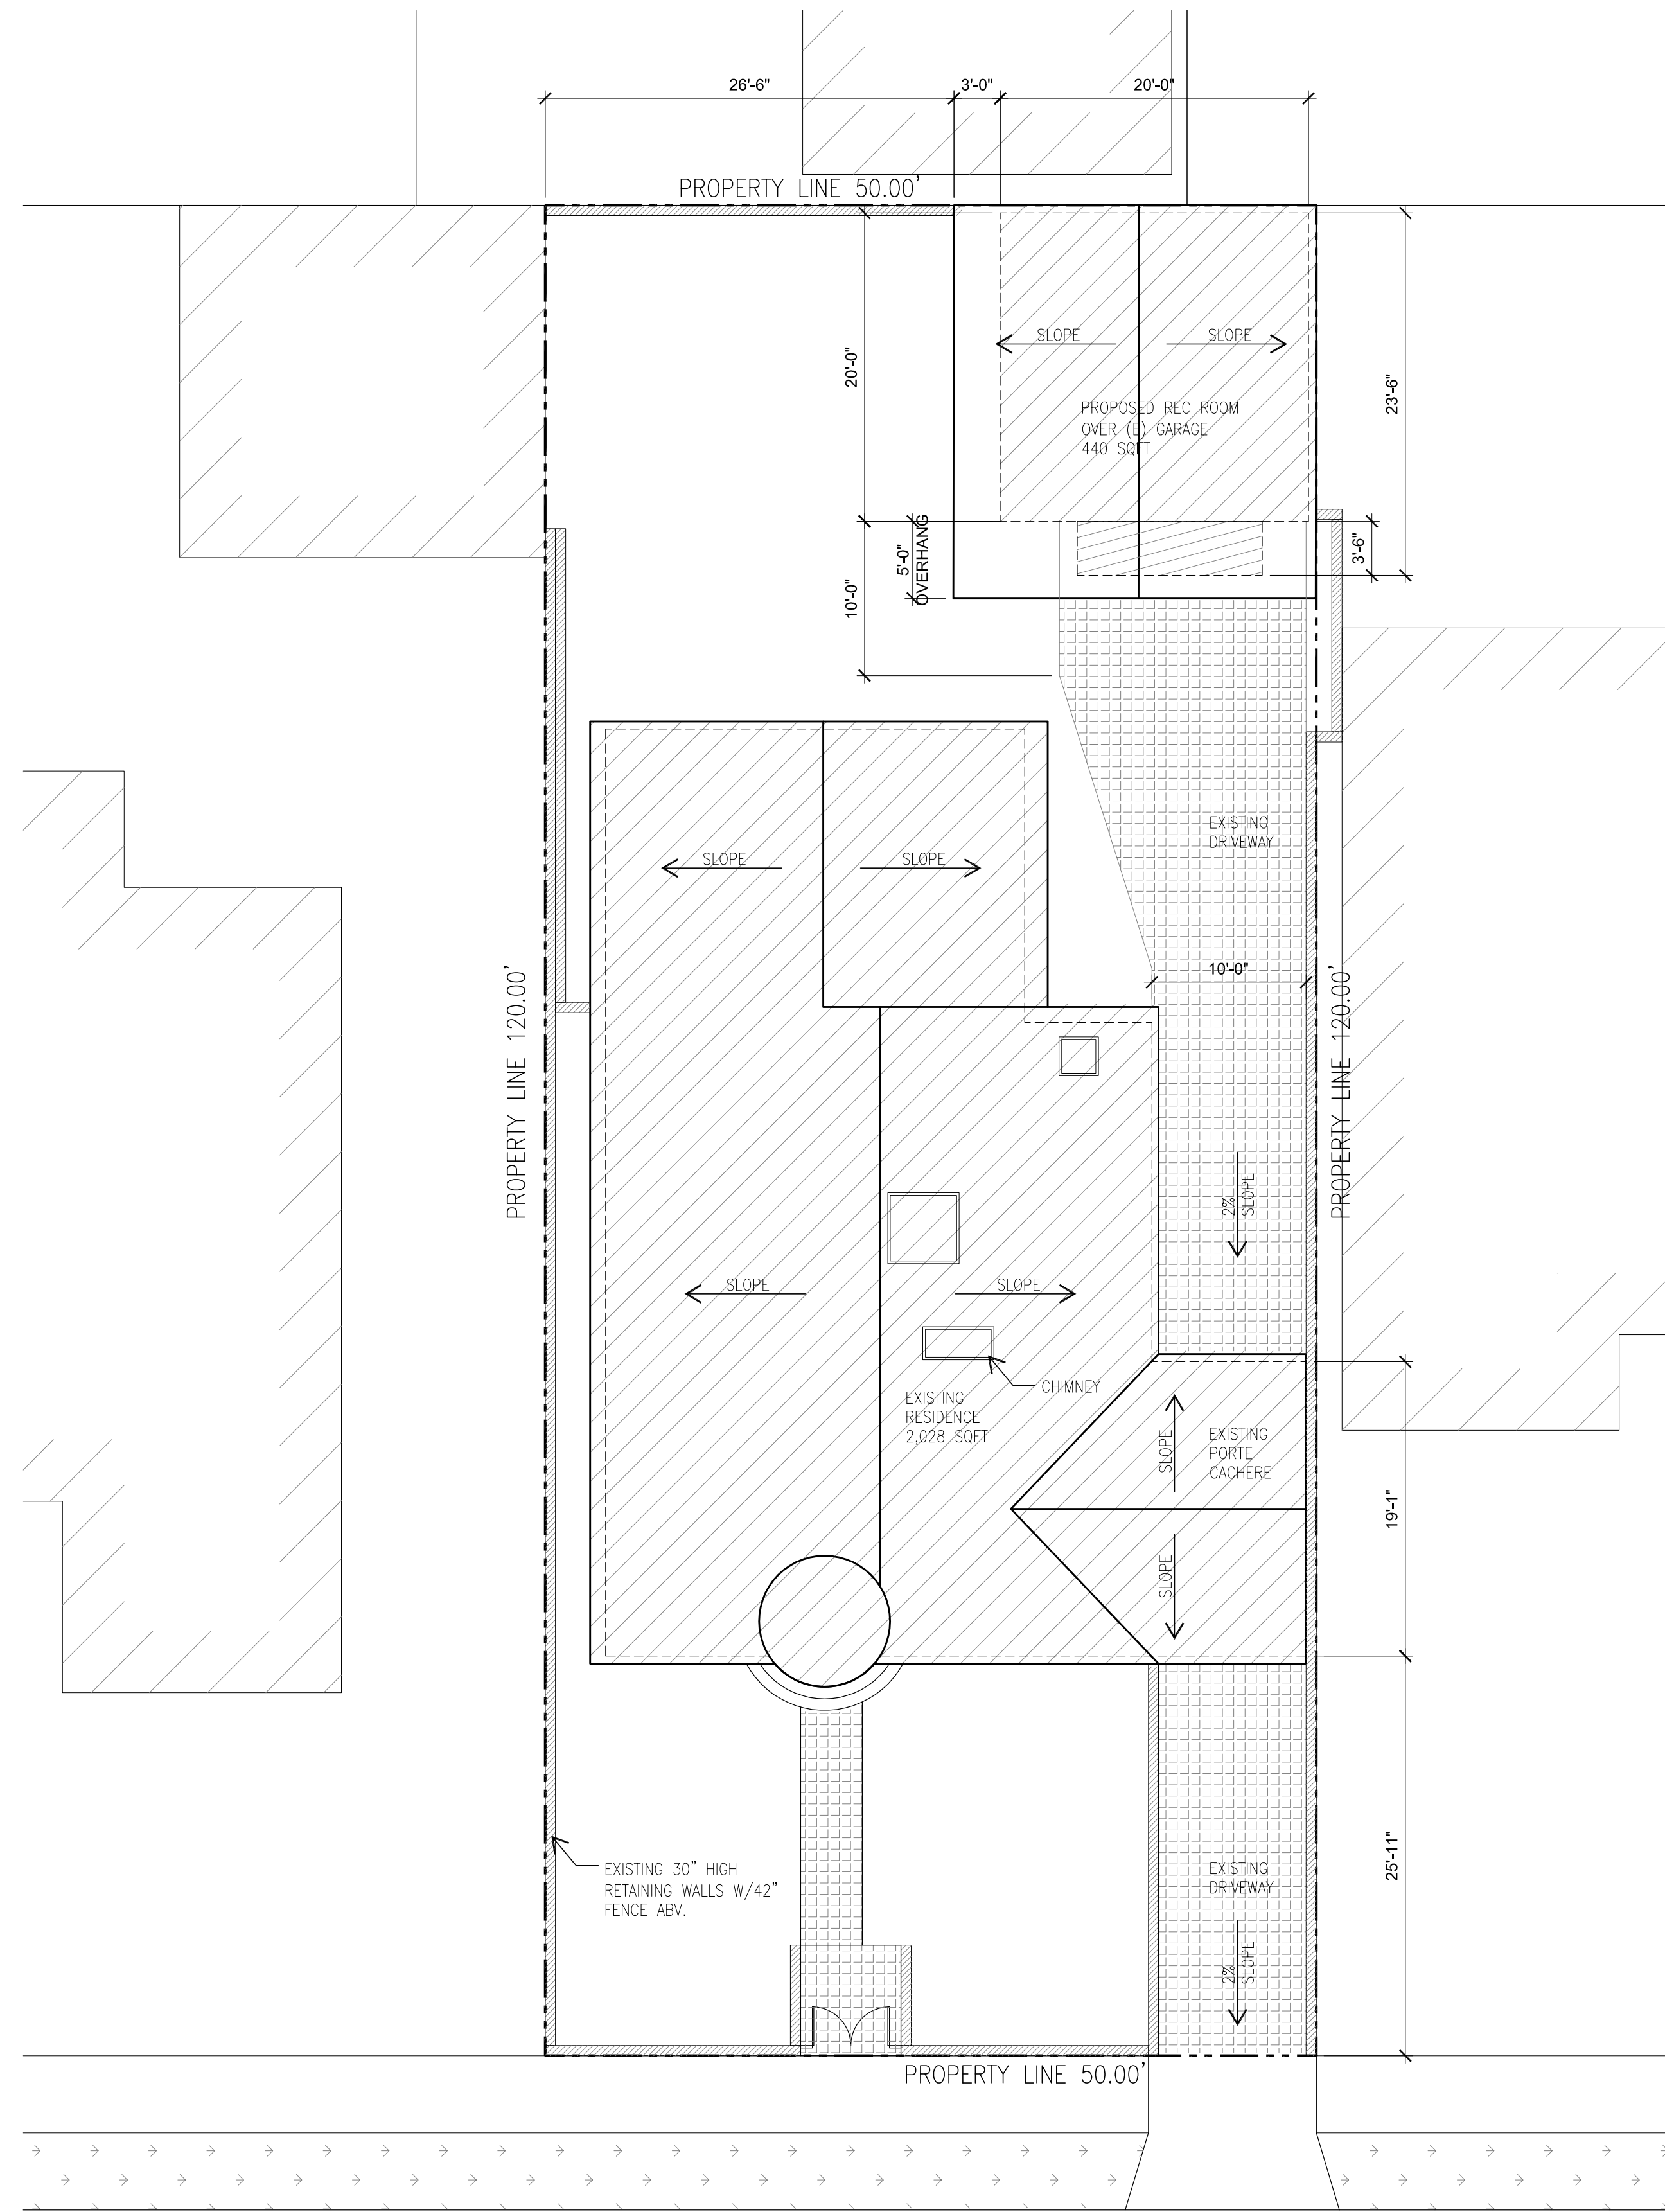 26'-6"
3'-0"
20'-0"
PROPERTY LINE 50.00'
SLOPE
SLOPE
20'-0"
23'-6"
PROPOSED REC ROOM
OVER (E) GARAGE
440 SQFT
5'-0"
OVERHANG
3'-6"
10'-0"
EXISTING
DRIVEWAY
SLOPE
SLOPE
10'-0"
PROPERTY LINE 120.00'
PROPERTY LINE 120.00'
2%
SLOPE
SLOPE
SLOPE
CHIMNEY
EXISTING
RESIDENCE
2,028 SQFT
SLOPE
EXISTING
PORTE
CACHERE
19'-1"
SLOPE
EXISTING 30" HIGH
RETAINING WALLS W/42"
FENCE ABV.
EXISTING
DRIVEWAY
25'-11"
2%
SLOPE
PROPERTY LINE 50.00'